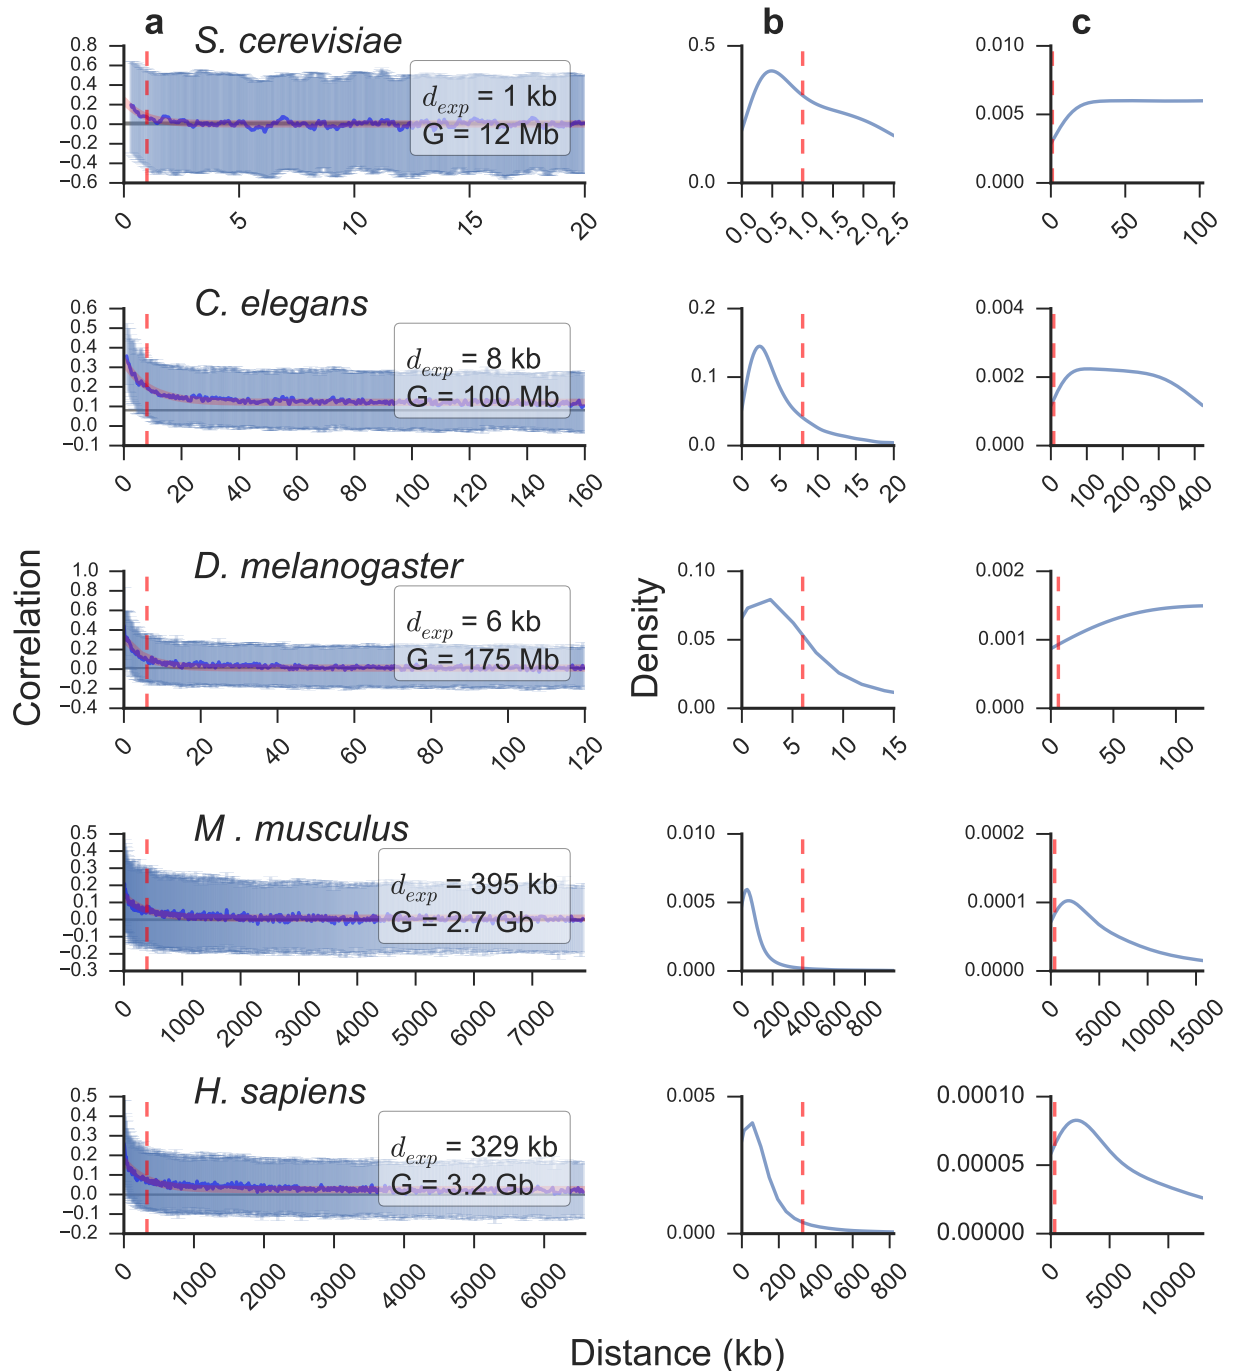 a
b
c
S. cerevisiae
0.8
0.6
0.4
0.2
0.0
−0.2
−0.4
−0.6
d_exp = 1 kb
G = 12 Mb
0 5 10 15 20
0.5
0.0
0.0 0.5 1.0 1.5 2.0 2.5
0.010
0.005
0.000
0 50 100
C. elegans
0.6
0.5
0.4
0.3
0.2
0.1
0.0
−0.1
d_exp = 8 kb
G = 100 Mb
0 20 40 60 80 100 120 140 160
0.2
0.1
0.0
0 5 10 15 20
0.004
0.002
0.000
0 100 200 300 400
Correlation
D. melanogaster
1.0
0.8
0.6
0.4
0.2
0.0
−0.2
−0.4
d_exp = 6 kb
G = 175 Mb
0 20 40 60 80 100 120
Density
0.10
0.05
0.00
0 5 10 15
0.002
0.001
0.000
0 50 100
M . musculus
0.5
0.4
0.3
0.2
0.1
0.0
−0.1
−0.2
−0.3
d_exp = 395 kb
G = 2.7 Gb
0 1000 2000 3000 4000 5000 6000 7000
0.010
0.005
0.000
0 200 400 600 800
0.0002
0.0001
0.0000
0 5000 10000 15000
H. sapiens
0.5
0.4
0.3
0.2
0.1
0.0
−0.1
−0.2
d_exp = 329 kb
G = 3.2 Gb
0 1000 2000 3000 4000 5000 6000
0.005
0.000
0 200 400 600 800
0.00010
0.00005
0.00000
0 5000 10000
Distance (kb)